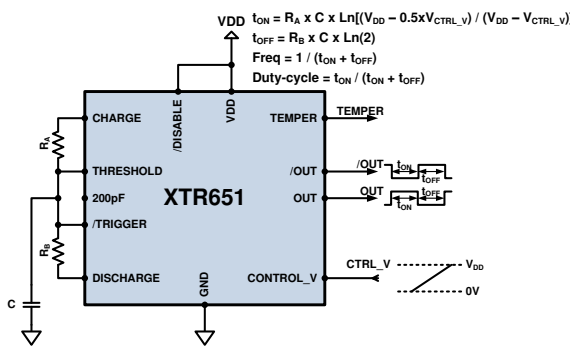 VDD
tON = RA x C x Ln[(VDD – 0.5xVCTRL_V) / (VDD – VCTRL_V)]
tOFF = RB x C x Ln(2)
Freq = 1 / (tON + tOFF)
Duty-cycle = tON / (tON + tOFF)
CHARGE
/DISABLE
VDD
TEMPER
TEMPER
RA
THRESHOLD
/OUT
/OUT
tON
tOFF
200pF
XTR651
OUT
OUT
tON
tOFF
/TRIGGER
RB
DISCHARGE
GND
CONTROL_V
CTRL_V
VDD
0V
C